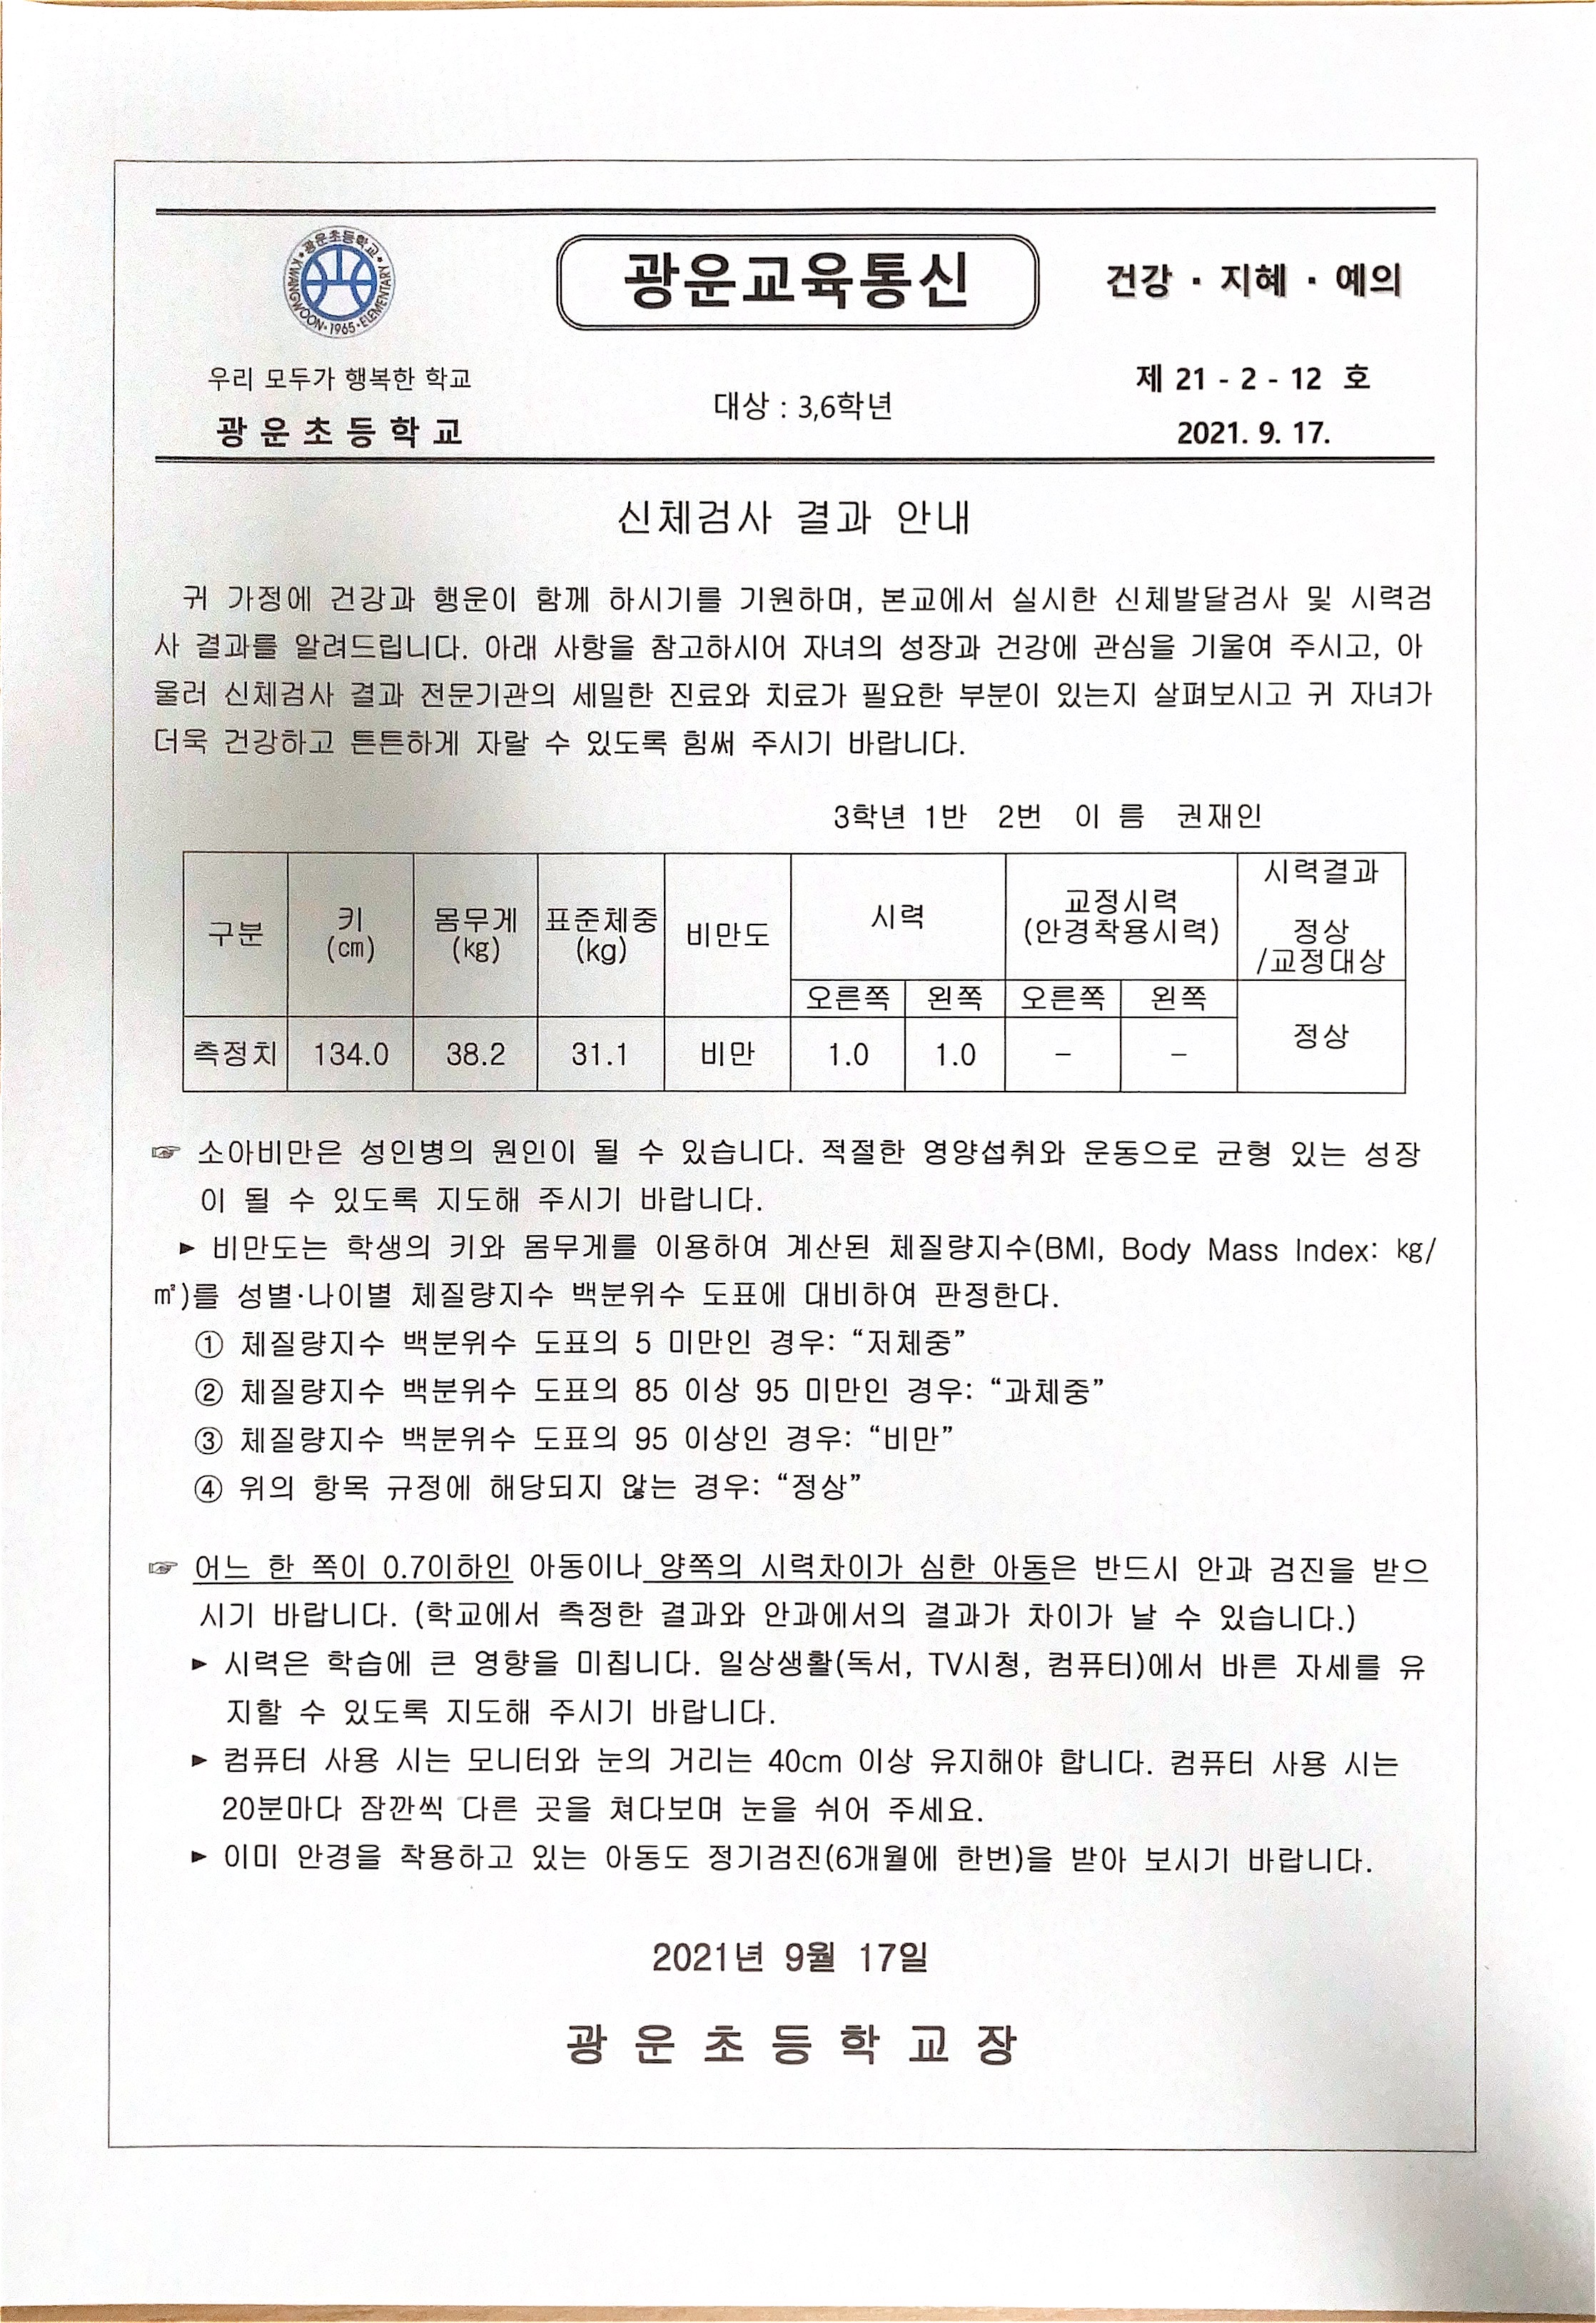 광운초등학교
KWANGWOON · 1965 · ELEMENTARY
광운교육통신
건강 · 지혜 · 예의
우리 모두가 행복한 학교
광운초등학교
대상 : 3,6학년
제 21 - 2 - 12 호
2021. 9. 17.
신체검사 결과 안내
귀 가정에 건강과 행운이 함께 하시기를 기원하며, 본교에서 실시한 신체발달검사 및 시력검
사 결과를 알려드립니다. 아래 사항을 참고하시어 자녀의 성장과 건강에 관심을 기울여 주시고, 아
울러 신체검사 결과 전문기관의 세밀한 진료와 치료가 필요한 부분이 있는지 살펴보시고 귀 자녀가
더욱 건강하고 튼튼하게 자랄 수 있도록 힘써 주시기 바랍니다.
3학년 1반 2번 이 름 권재인
구분 키 (㎝) 몸무게 (㎏) 표준체중 (kg) 비만도 시력 교정시력 (안경착용시력) 시력결과 정상 /교정대상
오른쪽 왼쪽 오른쪽 왼쪽
측정치 134.0 38.2 31.1 비만 1.0 1.0 – – 정상
☞ 소아비만은 성인병의 원인이 될 수 있습니다. 적절한 영양섭취와 운동으로 균형 있는 성장
이 될 수 있도록 지도해 주시기 바랍니다.
► 비만도는 학생의 키와 몸무게를 이용하여 계산된 체질량지수(BMI, Body Mass Index: ㎏/
㎡)를 성별·나이별 체질량지수 백분위수 도표에 대비하여 판정한다.
① 체질량지수 백분위수 도표의 5 미만인 경우: “저체중”
② 체질량지수 백분위수 도표의 85 이상 95 미만인 경우: “과체중”
③ 체질량지수 백분위수 도표의 95 이상인 경우: “비만”
④ 위의 항목 규정에 해당되지 않는 경우: “정상”
☞ 어느 한 쪽이 0.7이하인 아동이나 양쪽의 시력차이가 심한 아동은 반드시 안과 검진을 받으
시기 바랍니다. (학교에서 측정한 결과와 안과에서의 결과가 차이가 날 수 있습니다.)
► 시력은 학습에 큰 영향을 미칩니다. 일상생활(독서, TV시청, 컴퓨터)에서 바른 자세를 유
지할 수 있도록 지도해 주시기 바랍니다.
► 컴퓨터 사용 시는 모니터와 눈의 거리는 40cm 이상 유지해야 합니다. 컴퓨터 사용 시는
20분마다 잠깐씩 다른 곳을 쳐다보며 눈을 쉬어 주세요.
► 이미 안경을 착용하고 있는 아동도 정기검진(6개월에 한번)을 받아 보시기 바랍니다.
2021년 9월 17일
광 운 초 등 학 교 장